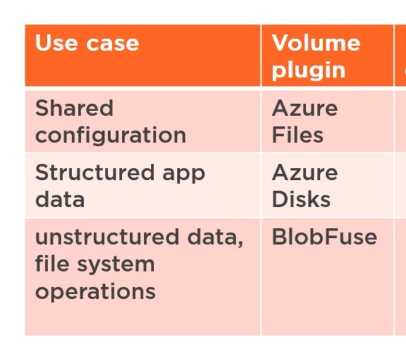 Use case
Volume
plugin
Shared
configuration
Azure
Files
Structured app
data
Azure
Disks
unstructured data,
file system
operations
BlobFuse